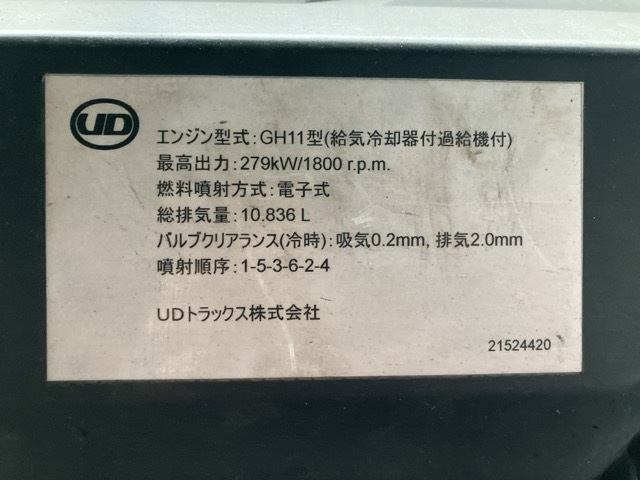 UD
エンジン型式:GH11型(給気冷却器付過給機付)
最高出力:279kW/1800 r.p.m.
燃料噴射方式:電子式
総排気量:10.836 L
バルブクリアランス(冷時):吸気0.2mm, 排気2.0mm
噴射順序:1-5-3-6-2-4
UDトラックス株式会社
21524420